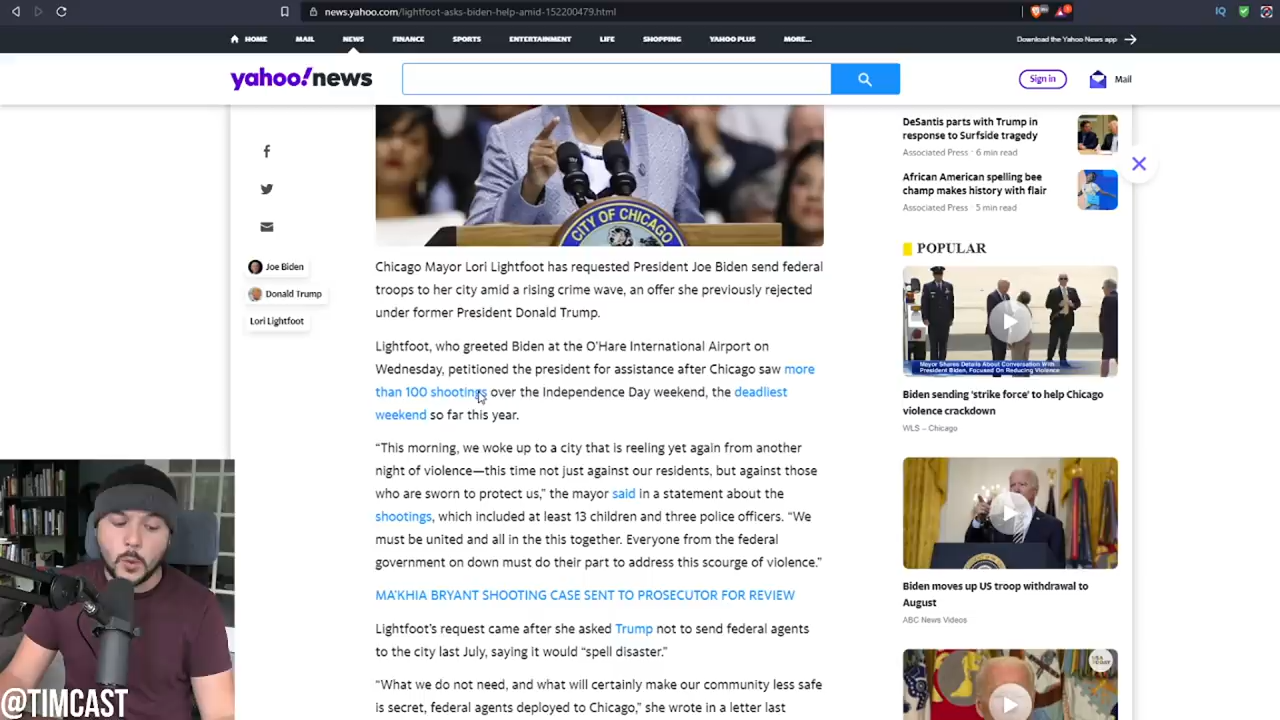 news.yahoo.com/lightfoot-asks-biden-help-amid-152200479.html
HOME MAIL NEWS FINANCE SPORTS ENTERTAINMENT LIFE SHOPPING YAHOO PLUS MORE... Download the Yahoo News app
yahoo!news
Sign in
Mail
CITY OF CHICAGO
Joe Biden
Donald Trump
Lori Lightfoot
Chicago Mayor Lori Lightfoot has requested President Joe Biden send federal
troops to her city amid a rising crime wave, an offer she previously rejected
under former President Donald Trump.
Lightfoot, who greeted Biden at the O'Hare International Airport on
Wednesday, petitioned the president for assistance after Chicago saw more
than 100 shootings over the Independence Day weekend, the deadliest
weekend so far this year.
“This morning, we woke up to a city that is reeling yet again from another
night of violence—this time not just against our residents, but against those
who are sworn to protect us,” the mayor said in a statement about the
shootings, which included at least 13 children and three police officers. “We
must be united and all in the this together. Everyone from the federal
government on down must do their part to address this scourge of violence.”
MA'KHIA BRYANT SHOOTING CASE SENT TO PROSECUTOR FOR REVIEW
Lightfoot's request came after she asked Trump not to send federal agents
to the city last July, saying it would “spell disaster.”
“What we do not need, and what will certainly make our community less safe
is secret, federal agents deployed to Chicago,” she wrote in a letter last
DeSantis parts with Trump in
response to Surfside tragedy
Associated Press · 6 min read
African American spelling bee
champ makes history with flair
Associated Press · 5 min read
POPULAR
Mayor Shares Details About Conversation With
President Biden, Focused On Reducing Violence
Biden sending 'strike force' to help Chicago
violence crackdown
WLS – Chicago
Biden moves up US troop withdrawal to
August
ABC News Videos
USA TODAY
@TIMCAST